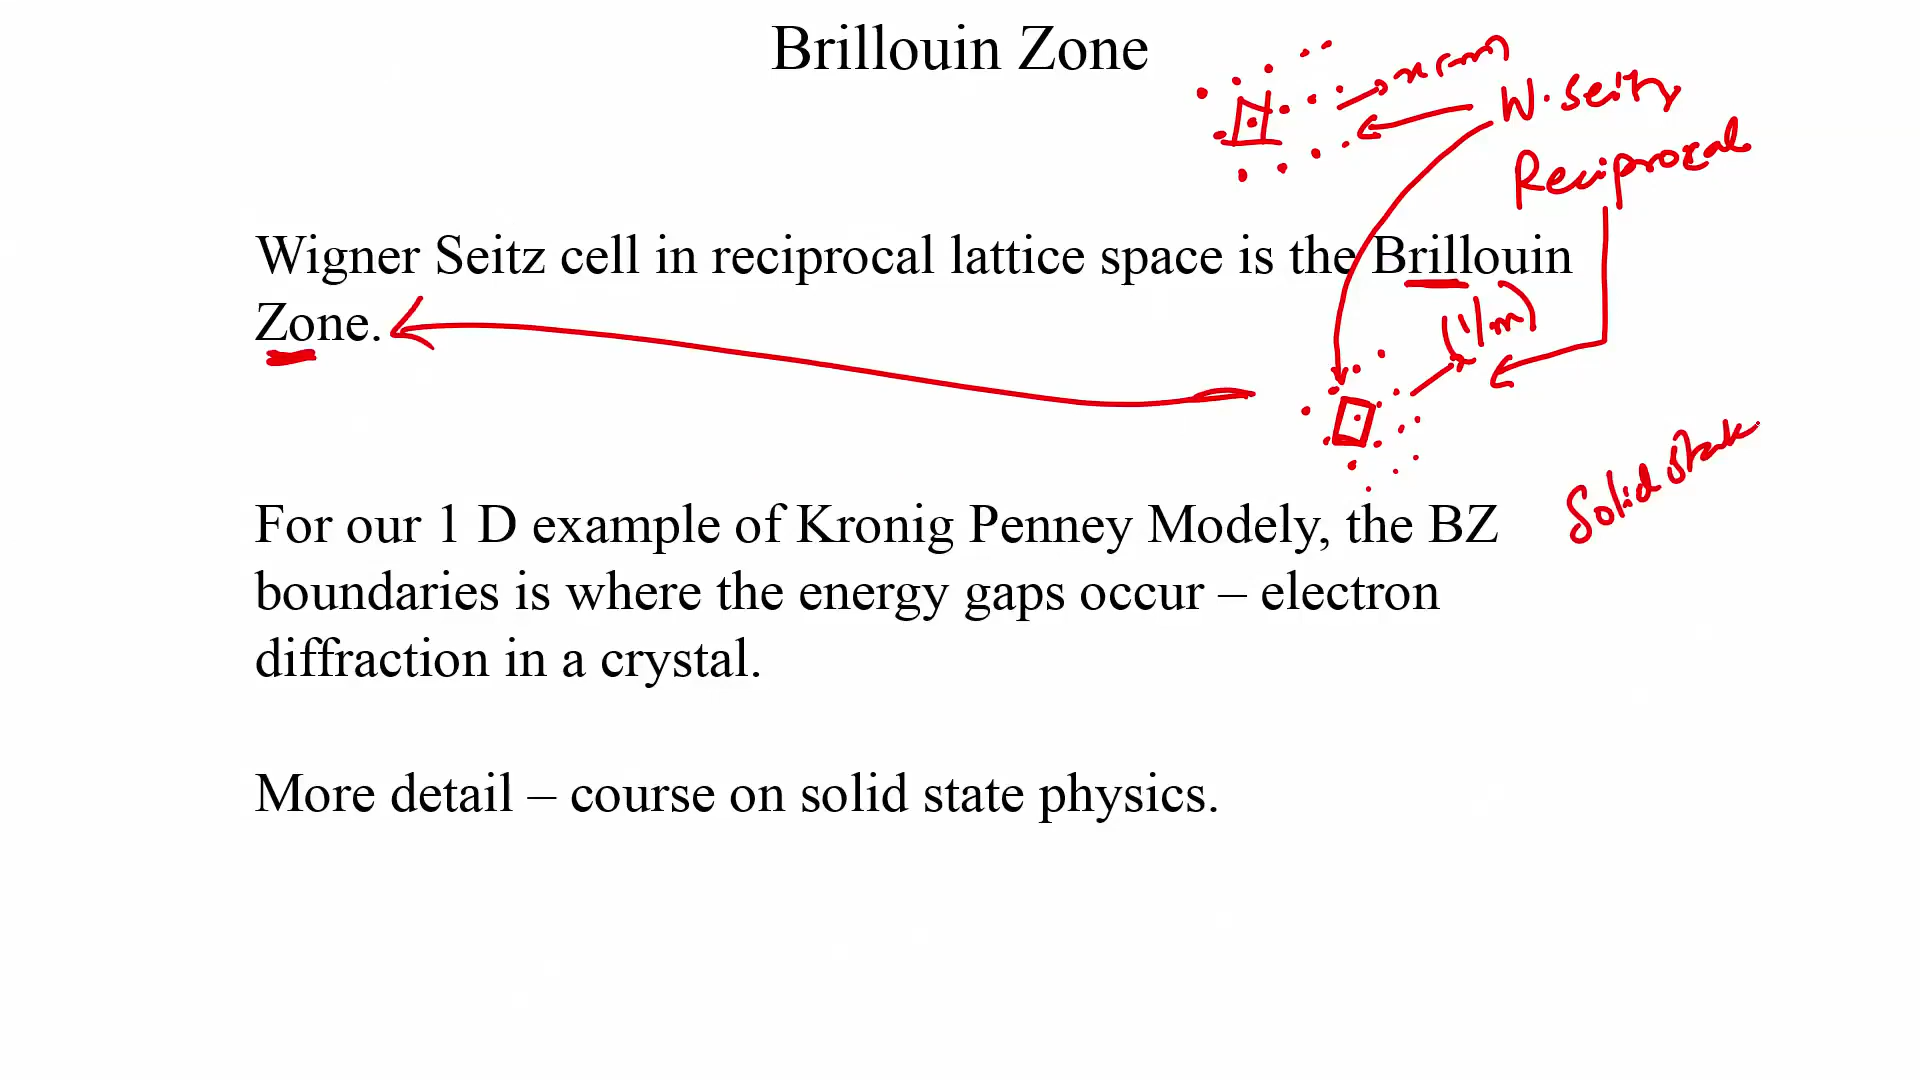 Brillouin Zone
x (m)
W. Seitz
Reciprocal
Wigner Seitz cell in reciprocal lattice space is the Brillouin
Zone.
(1/m)
Solid state
For our 1 D example of Kronig Penney Modely, the BZ
boundaries is where the energy gaps occur – electron
diffraction in a crystal.
More detail – course on solid state physics.